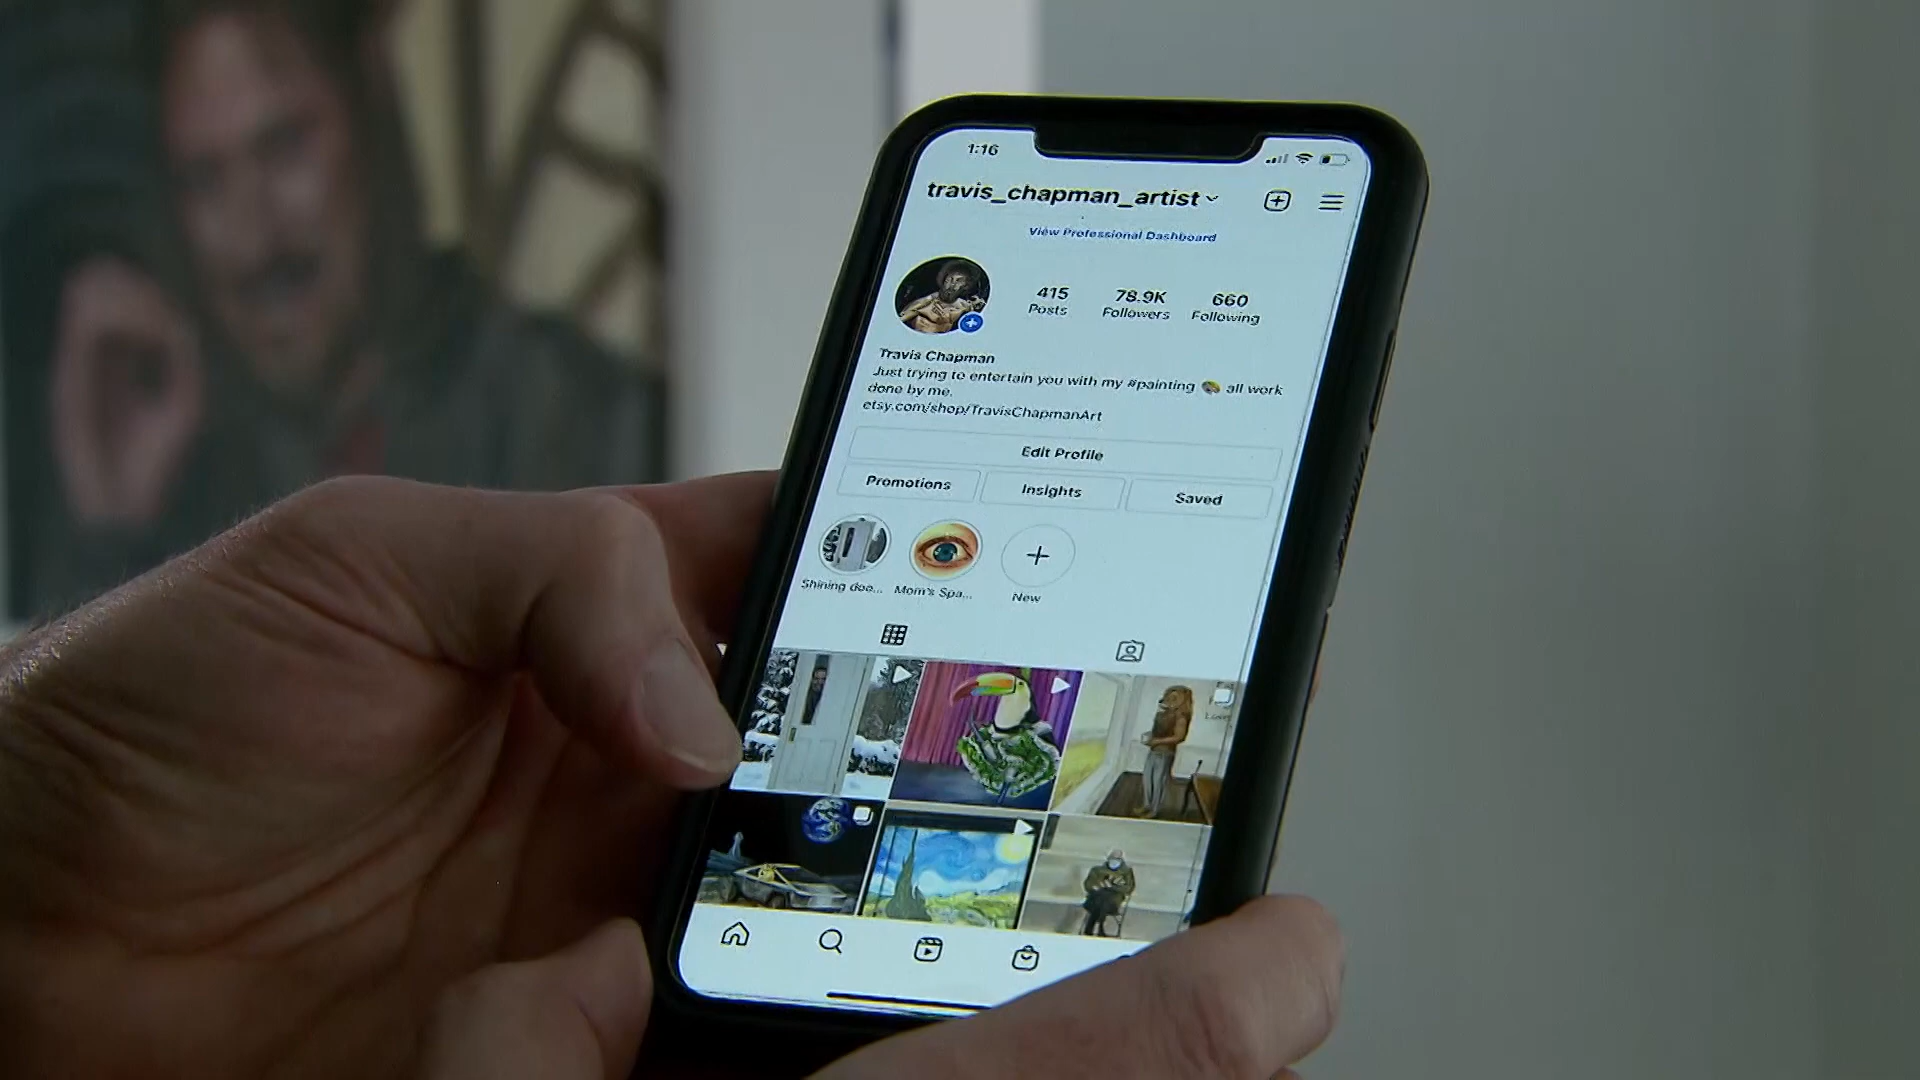 1:16
travis_chapman_artist
View Professional Dashboard
415 78.9K 660
Posts Followers Following
Travis Chapman
Just trying to entertain you with my #painting 🎨 all work
done by me.
etsy.com/shop/TravisChapmanArt
Edit Profile
Promotions Insights Saved
Shining doo... Mom's Spa... New